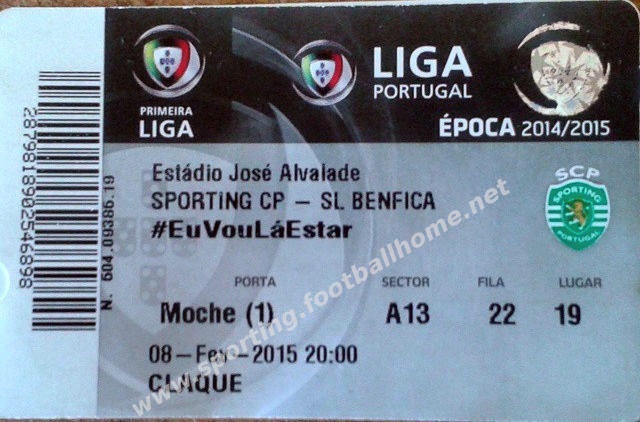 LIGA
PORTUGAL
ÉPOCA 2014/2015
PRIMEIRA
LIGA
Estádio José Alvalade
SPORTING CP – SL BENFICA
#EuVouLáEstar
SCP
SPORTING
PORTUGAL
PORTA SECTOR FILA LUGAR
Moche (1) A13 22 19
08-Fev-2015 20:00
CLAQUE
2879818902546898
N. 604.09386.19
www.sporting.footballhome.net